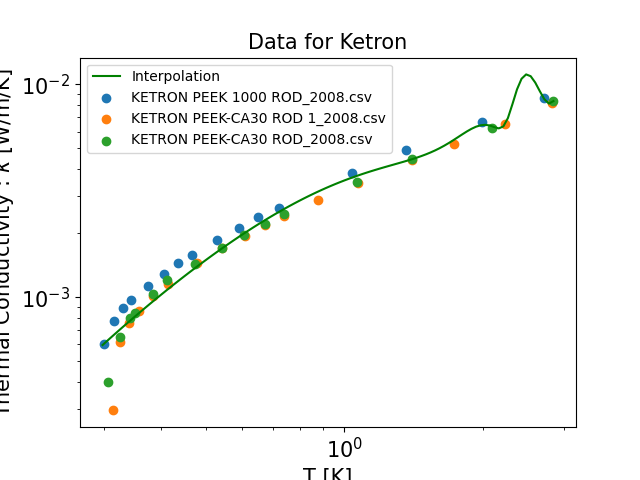 Data for Ketron
Interpolation
KETRON PEEK 1000 ROD_2008.csv
KETRON PEEK-CA30 ROD 1_2008.csv
KETRON PEEK-CA30 ROD_2008.csv
Thermal Conductivity : k [W/m/K]
10⁻²
10⁻³
10⁰
T [K]